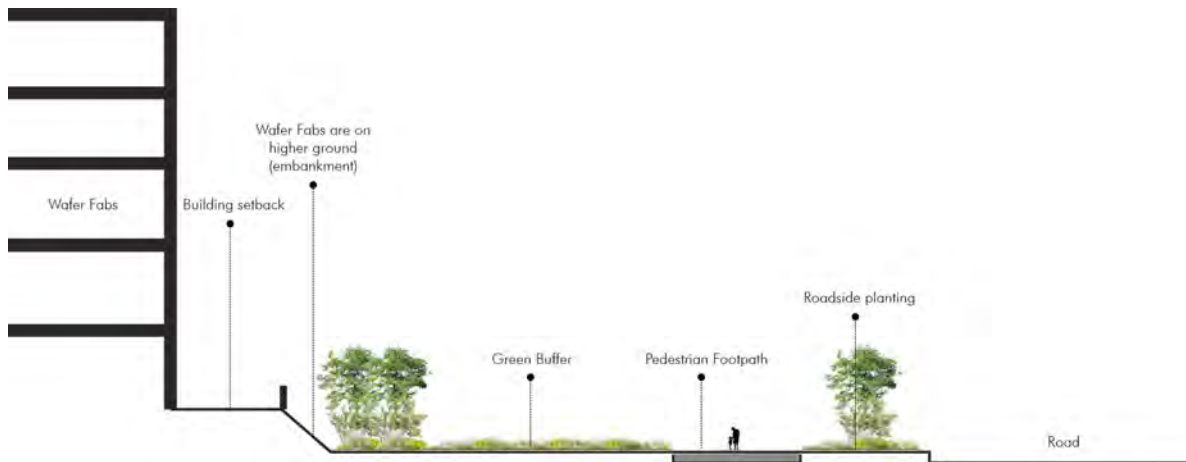 Wafer Fabs are on
higher ground
(embankment)
Wafer Fabs
Building setback
Roadside planting
Green Buffer
Pedestrian Footpath
Road